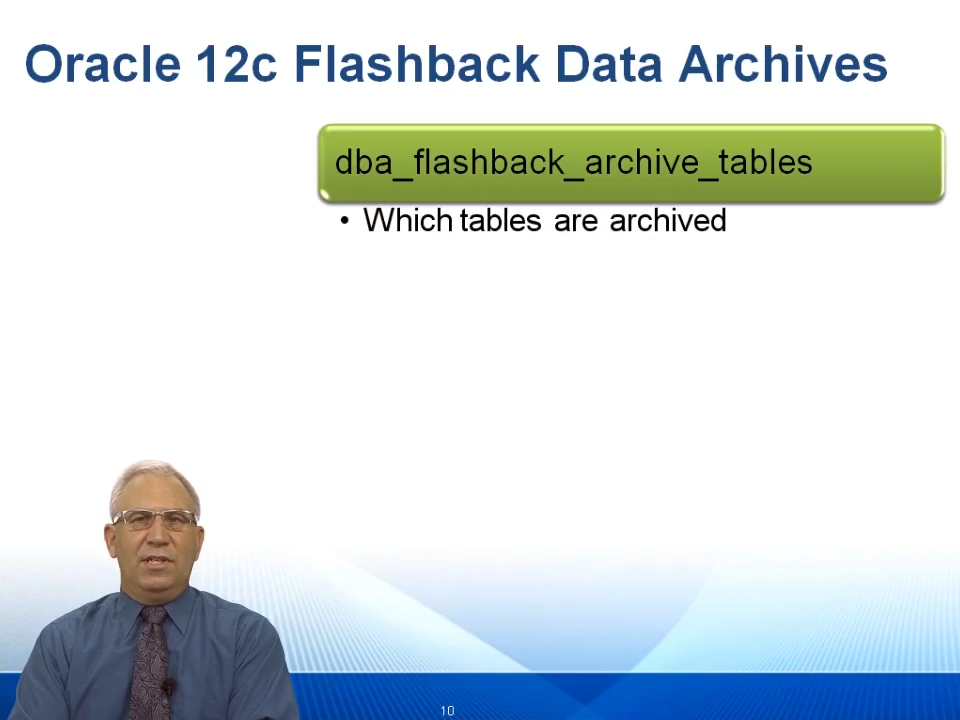 Oracle 12c Flashback Data Archives
dba_flashback_archive_tables
• Which tables are archived
10